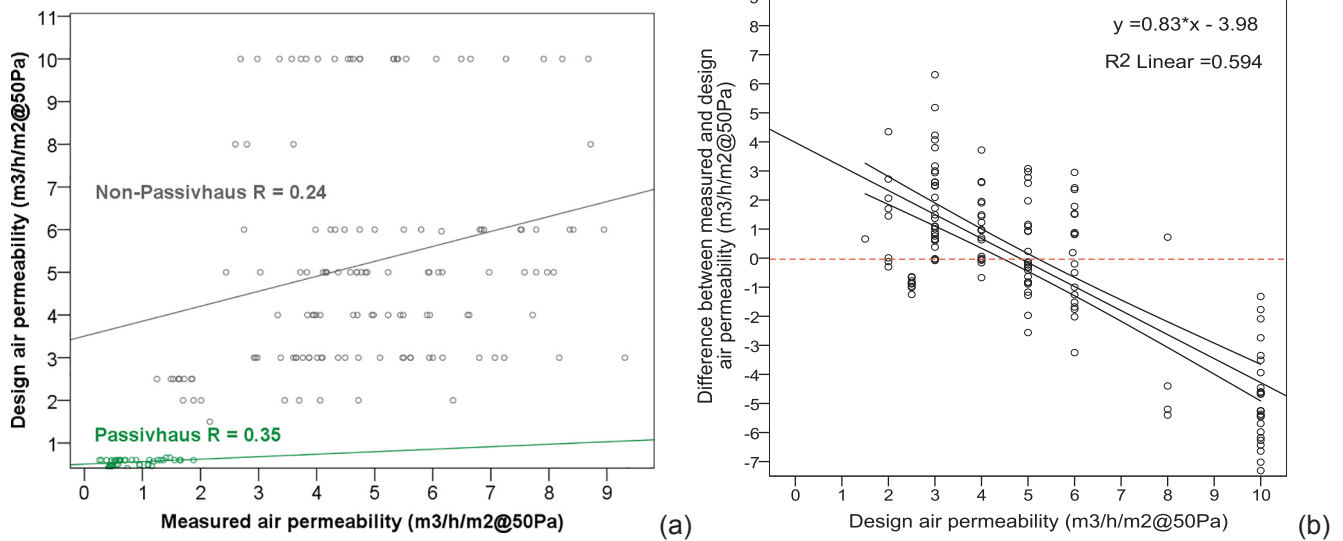 11
10
9
8
7
6
5
4
3
2
1
Design air permeability (m3/h/m2@50Pa)
Non-Passivhaus R = 0.24
Passivhaus R = 0.35
0 1 2 3 4 5 6 7 8 9
Measured air permeability (m3/h/m2@50Pa)
(a)
9
8
7
6
5
4
3
2
1
0
-1
-2
-3
-4
-5
-6
-7
Difference between measured and design
air permeability (m3/h/m2@50Pa)
y =0.83*x - 3.98
R2 Linear =0.594
0 1 2 3 4 5 6 7 8 9 10
Design air permeability (m3/h/m2@50Pa)
(b)